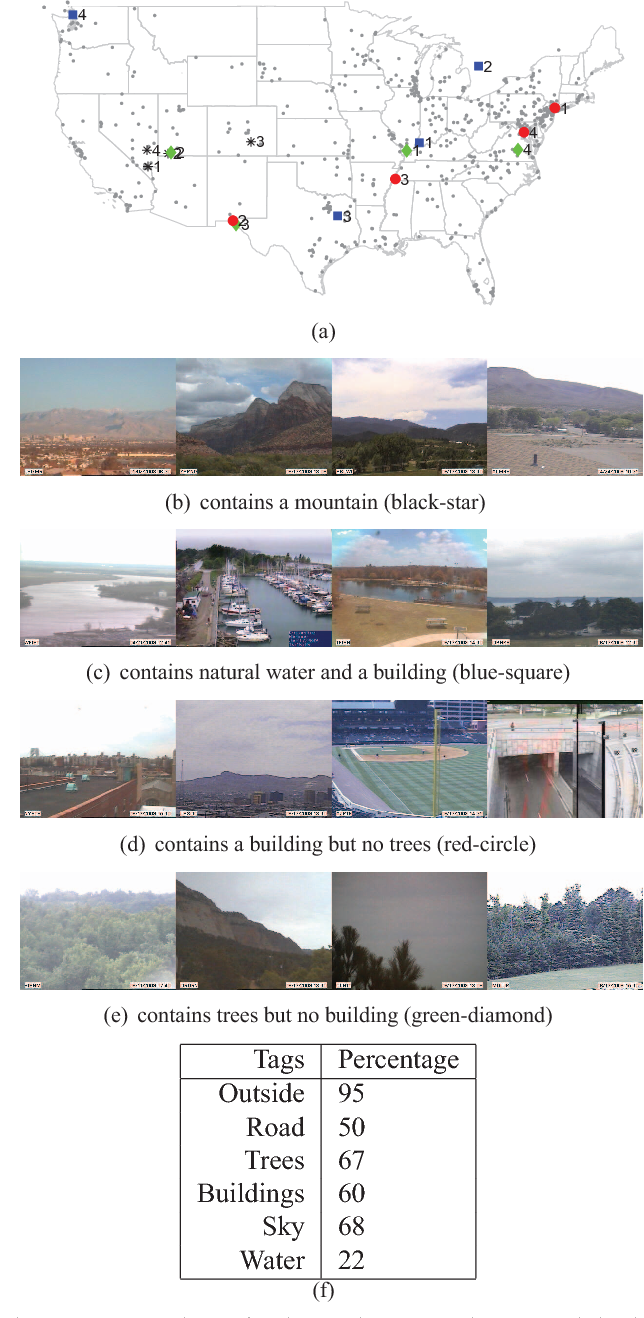 4
2
1
1
4
4
2
2
3
1
1
4
3
2
3
3
(a)
(b) contains a mountain (black-star)
(c) contains natural water and a building (blue-square)
(d) contains a building but no trees (red-circle)
(e) contains trees but no building (green-diamond)
Tags Percentage
Outside 95
Road 50
Trees 67
Buildings 60
Sky 68
Water 22
(f)